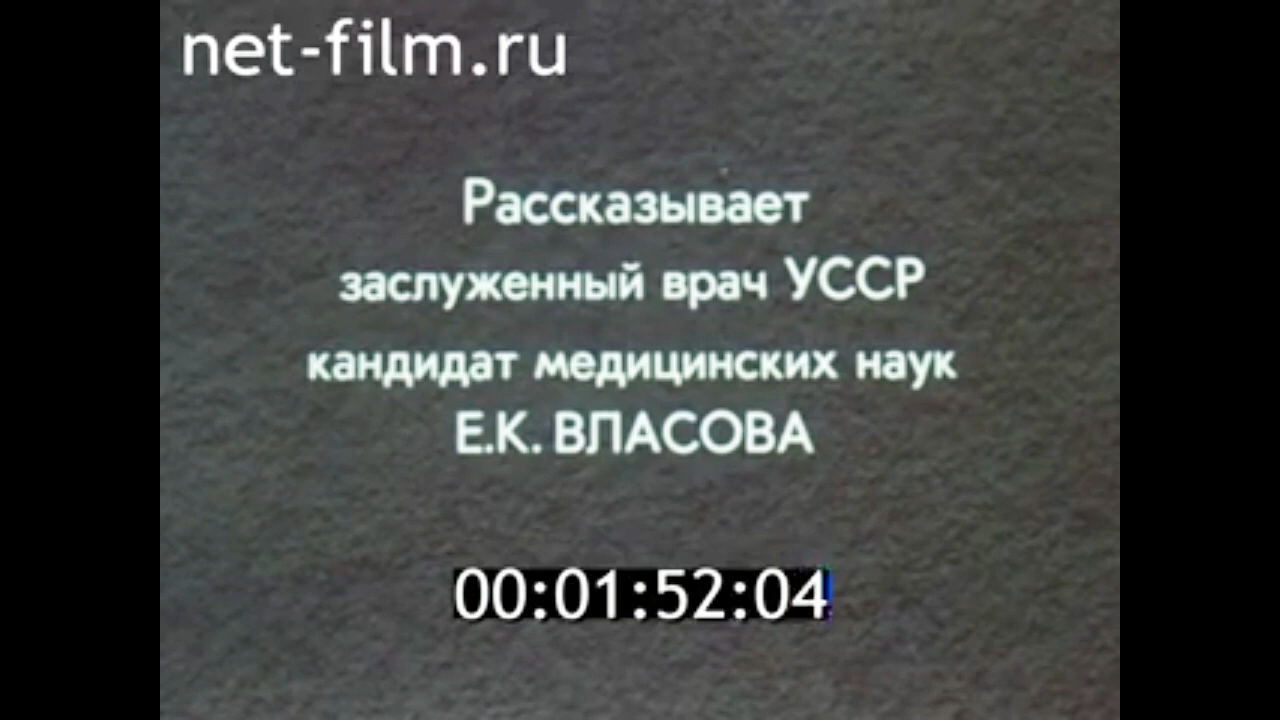 net-film.ru
Рассказывает
заслуженный врач УССР
кандидат медицинских наук
Е.К. ВЛАСОВА
00:01:52:04